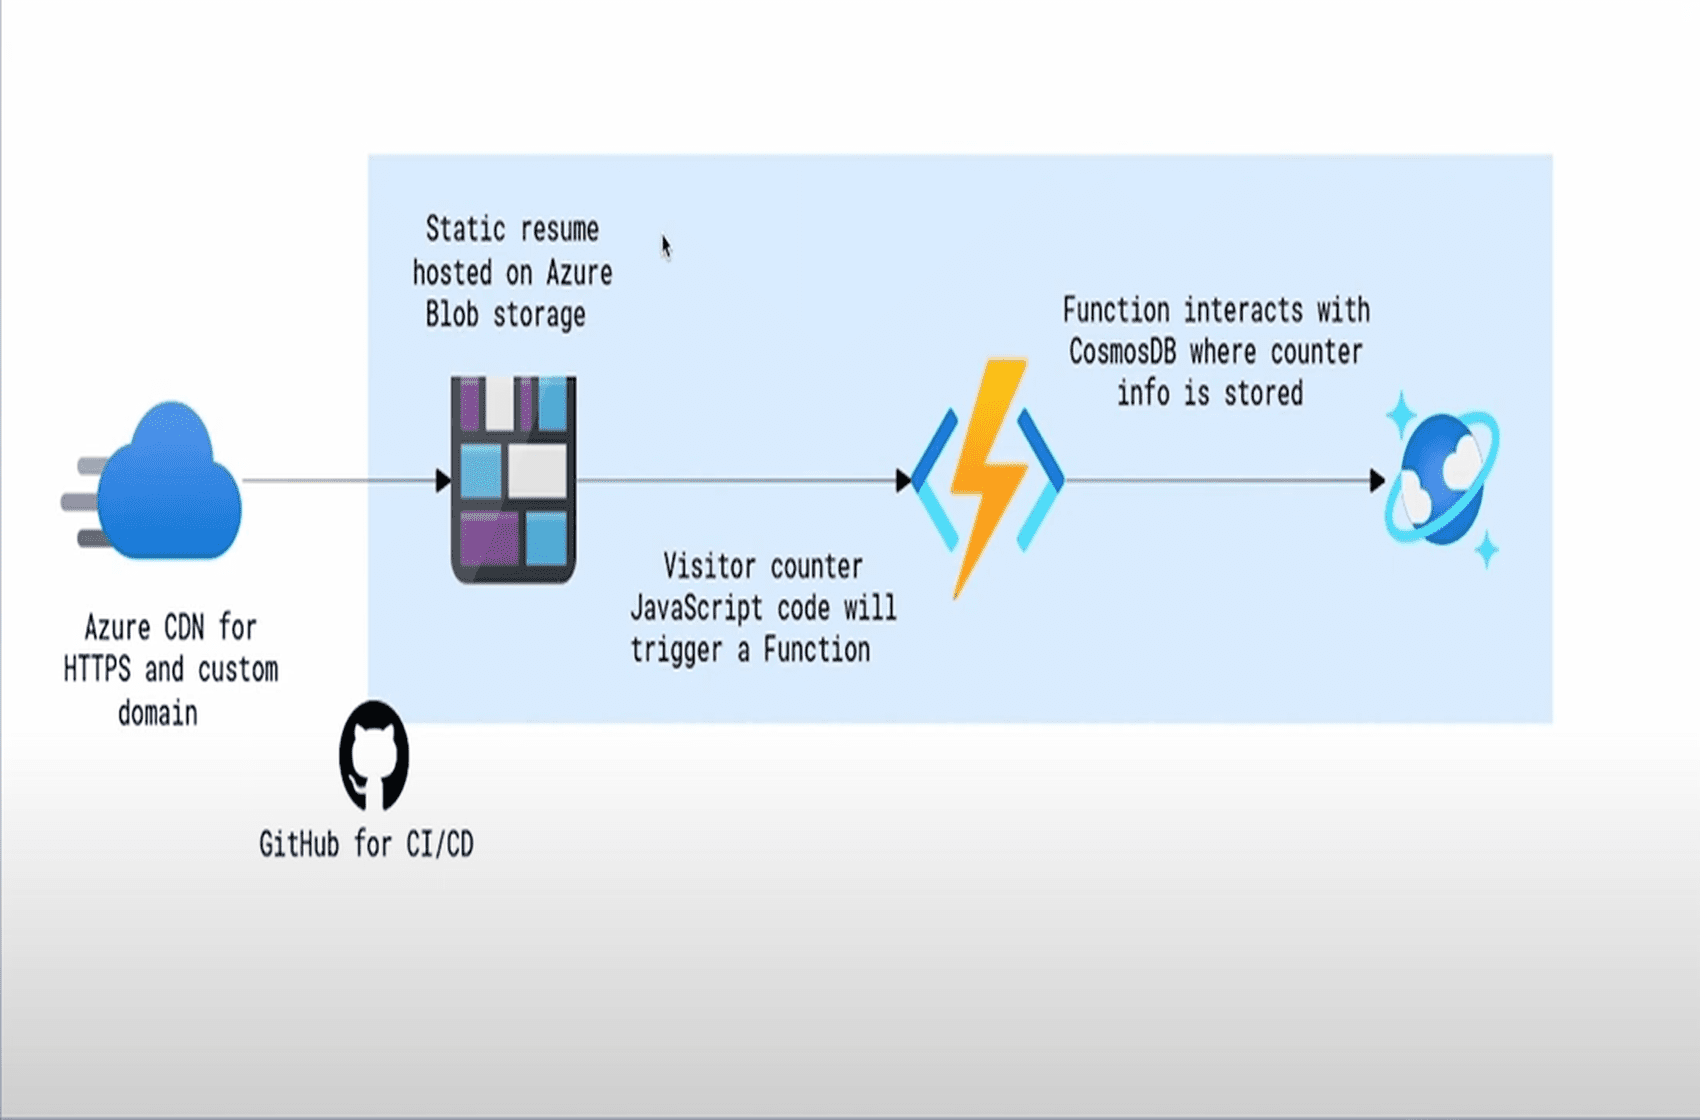 Static resume
hosted on Azure
Blob storage
Function interacts with
CosmosDB where counter
info is stored
Visitor counter
JavaScript code will
trigger a Function
Azure CDN for
HTTPS and custom
domain
GitHub for CI/CD